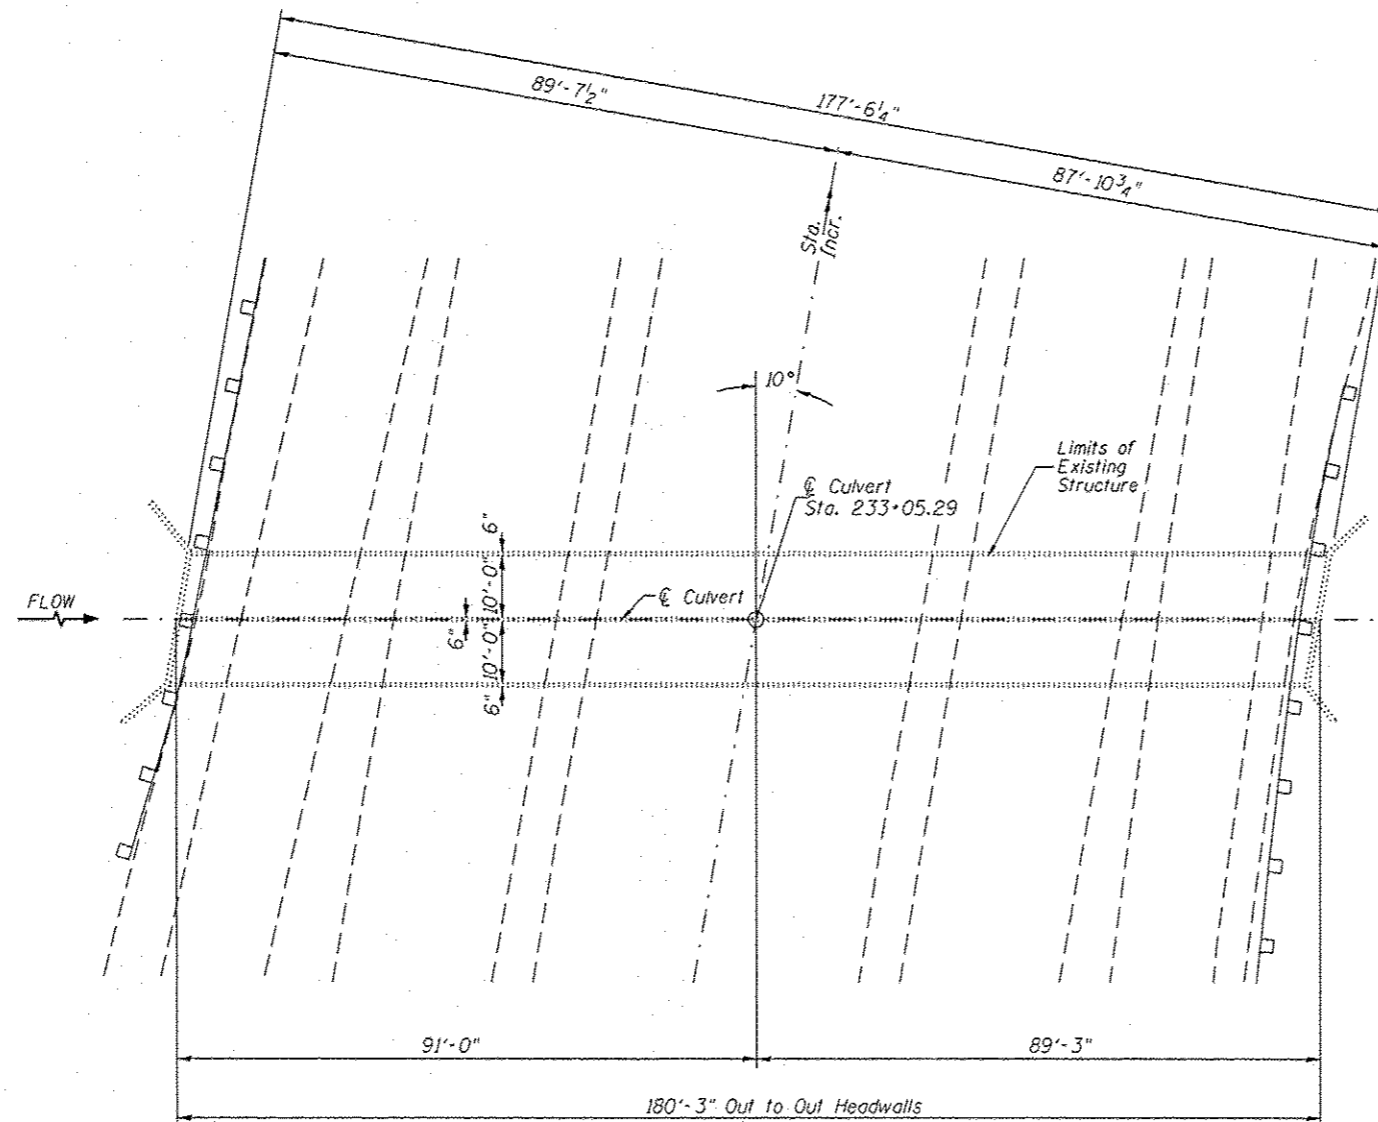 89'-7½"
177'-6¼"
87'-10¾"
Sta.
Incr.
10°
Limits of
Existing
Structure
℄ Culvert
Sta. 233+05.29
6"
10'-0"
FLOW
℄ Culvert
6"
10'-0"
6"
91'-0"
89'-3"
180'-3" Out to Out Headwalls